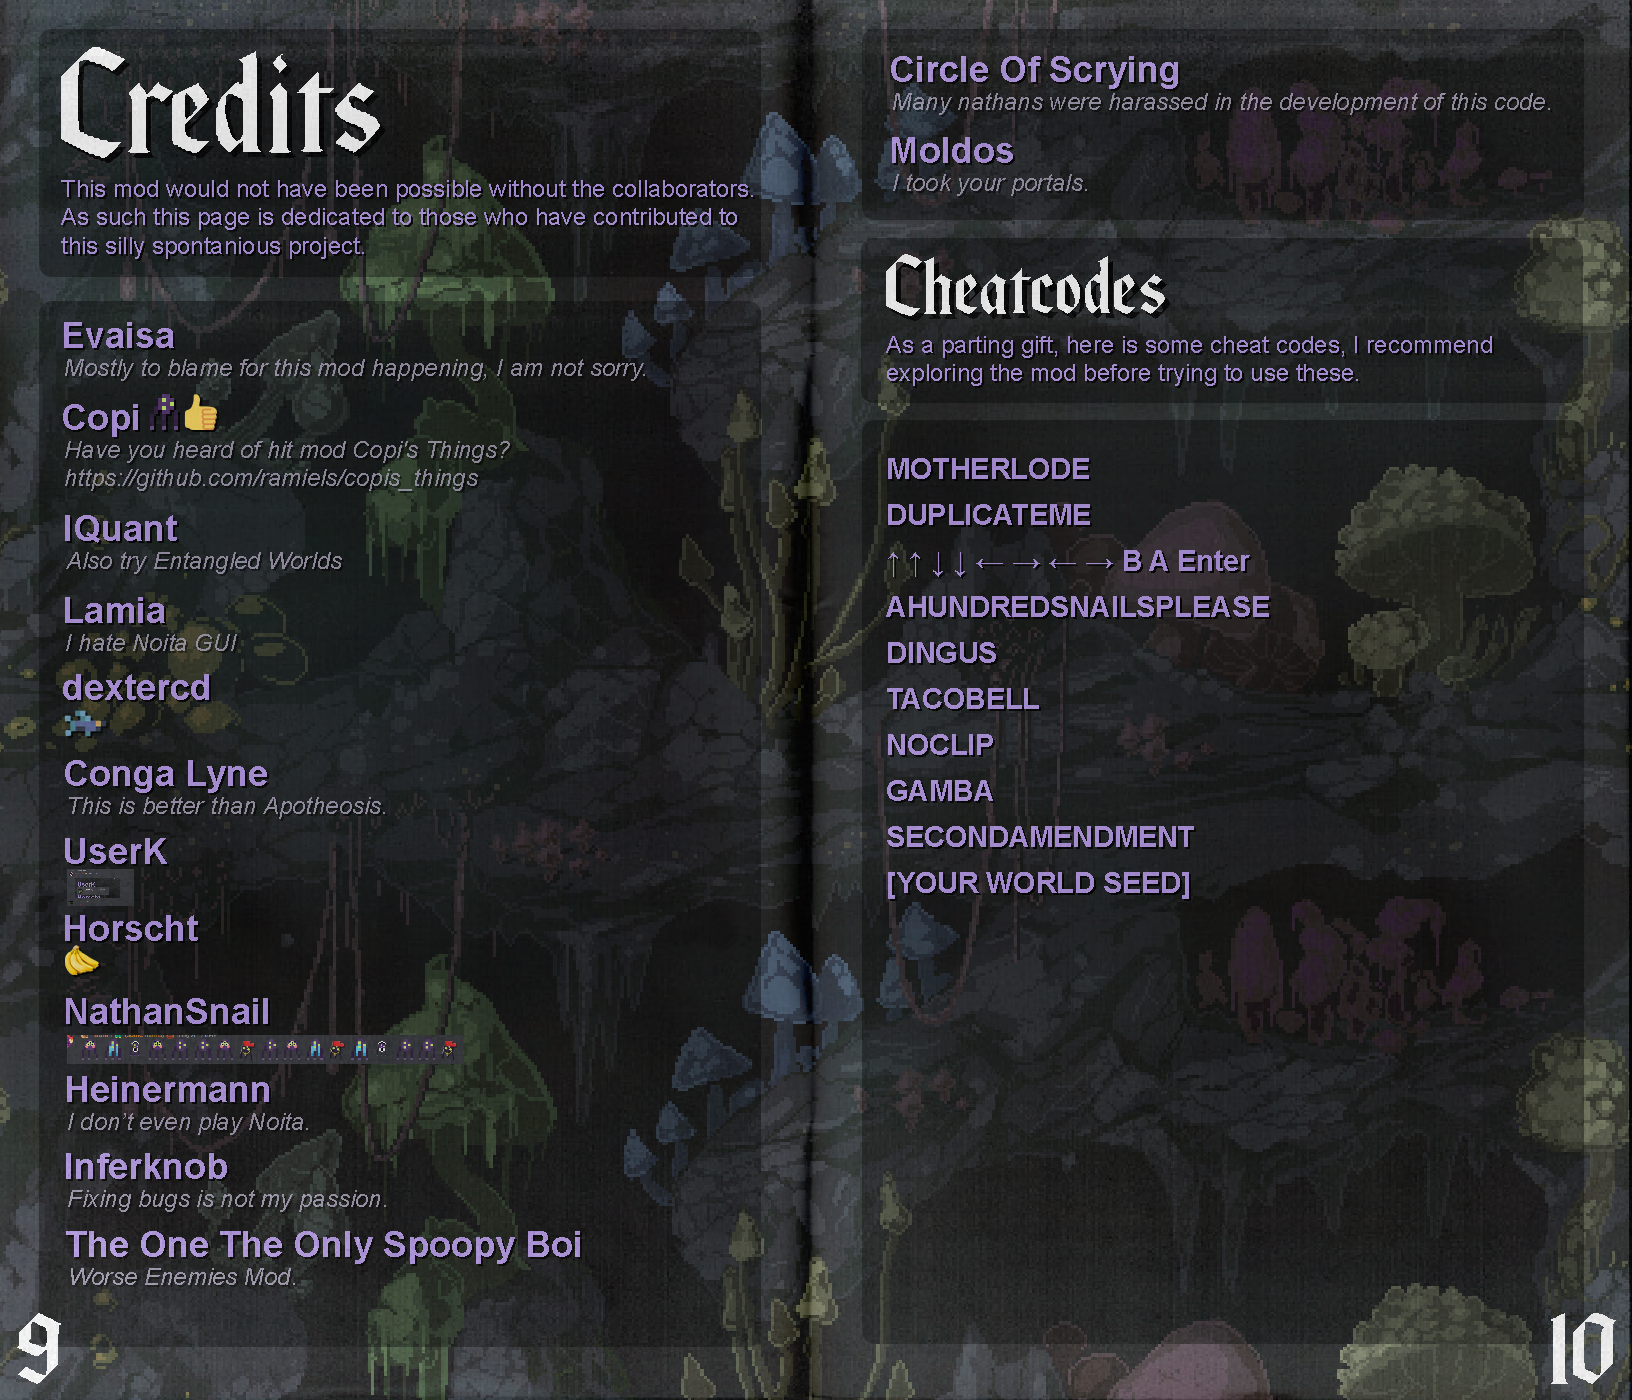 Credits
This mod would not have been possible without the collaborators.
As such this page is dedicated to those who have contributed to
this silly spontanious project.
Evaisa
Mostly to blame for this mod happening, I am not sorry.
Copi
Have you heard of hit mod Copi's Things?
https://github.com/ramiels/copis_things
IQuant
Also try Entangled Worlds
Lamia
I hate Noita GUI
dextercd
Conga Lyne
This is better than Apotheosis.
UserK
Horscht
NathanSnail
Heinermann
I don't even play Noita.
Inferknob
Fixing bugs is not my passion.
The One The Only Spoopy Boi
Worse Enemies Mod.
9
Circle Of Scrying
Many nathans were harassed in the development of this code.
Moldos
I took your portals.
Cheatcodes
As a parting gift, here is some cheat codes, I recommend
exploring the mod before trying to use these.
MOTHERLODE
DUPLICATEME
↑ ↑ ↓ ↓ ← → ← → B A Enter
AHUNDREDSNAILSPLEASE
DINGUS
TACOBELL
NOCLIP
GAMBA
SECONDAMENDMENT
[YOUR WORLD SEED]
10